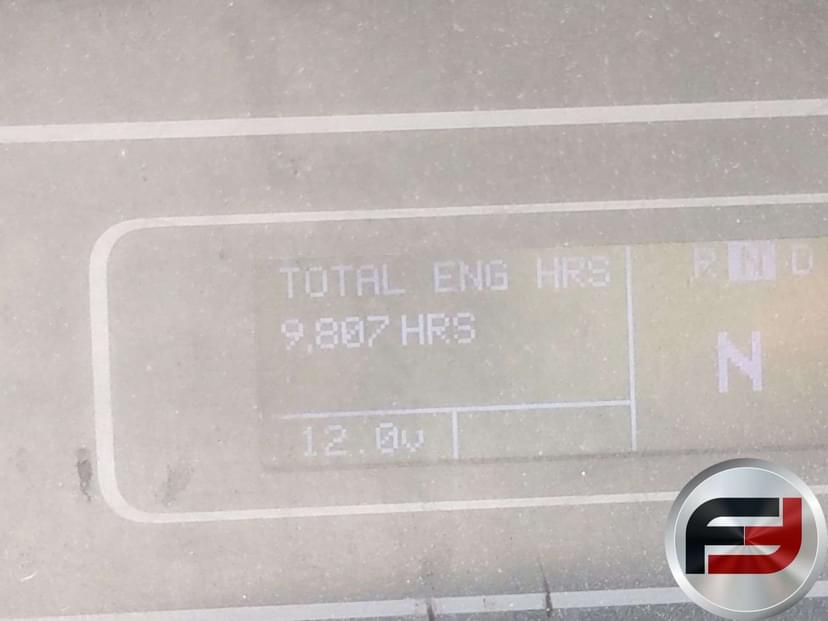 TOTAL ENG HRS
9,807 HRS
12.0v
R N D
N